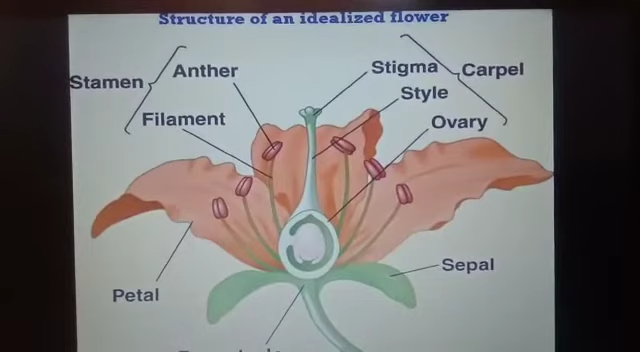 Structure of an idealized flower
Stamen
Anther
Filament
Stigma
Style
Ovary
Carpel
Petal
Sepal